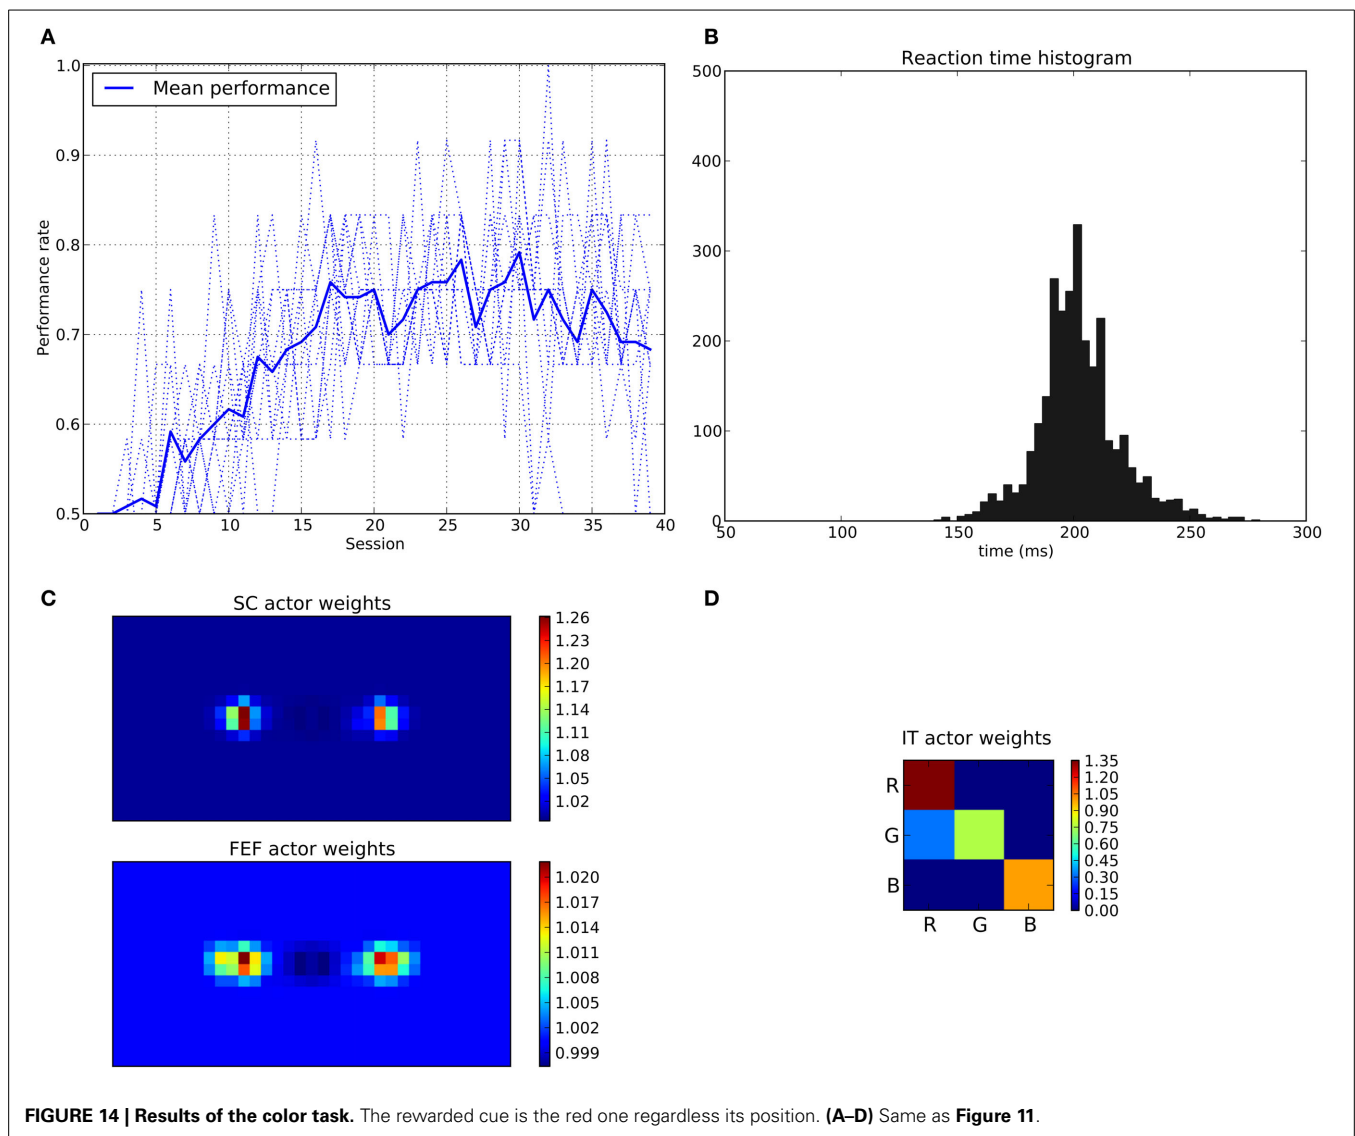 A
Mean performance
1.0
0.9
0.8
0.7
0.6
0.5
Performance rate
0 5 10 15 20 25 30 35 40
Session
B
Reaction time histogram
500
400
300
200
100
0
50 100 150 200 250 300
time (ms)
C
SC actor weights
1.26
1.23
1.20
1.17
1.14
1.11
1.08
1.05
1.02
FEF actor weights
1.020
1.017
1.014
1.011
1.008
1.005
1.002
0.999
D
IT actor weights
R
G
B
R G B
1.35
1.20
1.05
0.90
0.75
0.60
0.45
0.30
0.15
0.00
FIGURE 14 | Results of the color task. The rewarded cue is the red one regardless its position. (A–D) Same as Figure 11.